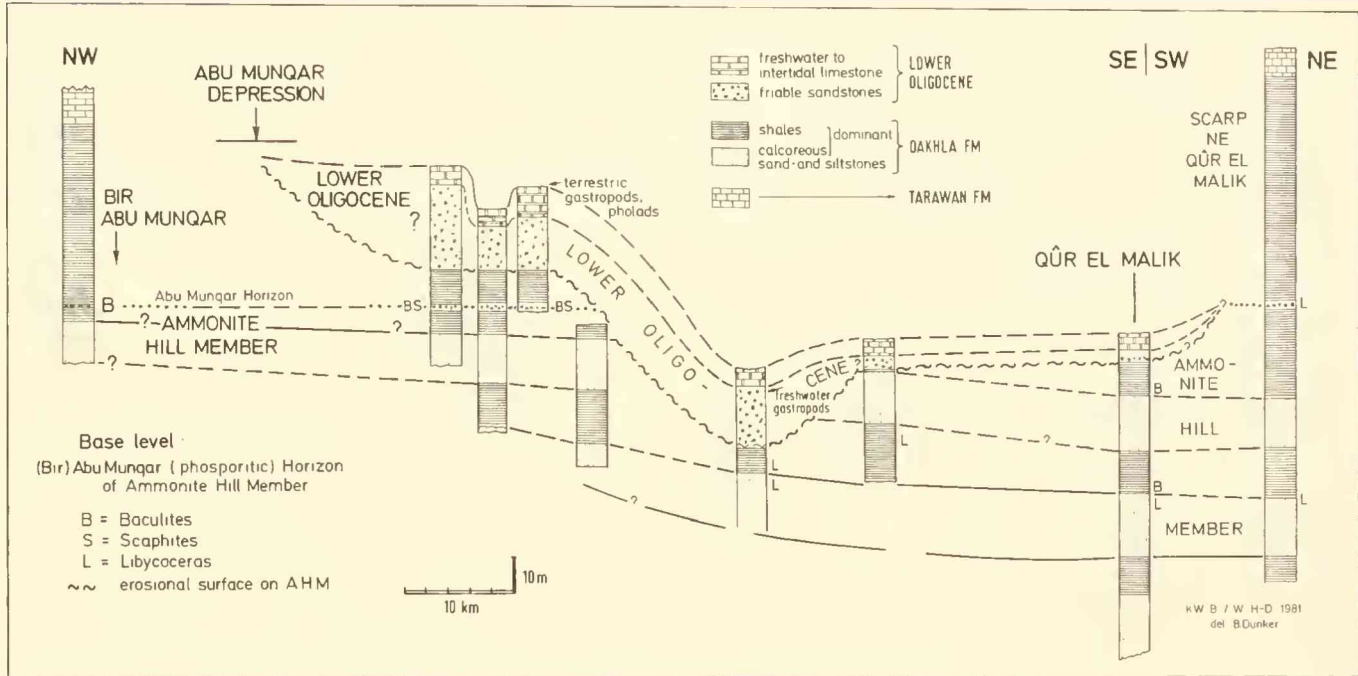 NW
ABU MUNQAR
DEPRESSION
BIR
ABU MUNQAR
LOWER
OLIGOCENE
?
terrestric
gastropods,
pholads
freshwater to
intertidal limestone
friable sandstones
LOWER
OLIGOCENE
shales
calcoreous
sand-and siltstones
dominant
DAKHLA FM
TARAWAN FM
SE | SW
NE
SCARP
NE
QÛR EL
MALIK
QÛR EL MALIK
B
Abu Munqar Horizon
BS
BS
? AMMONITE
HILL MEMBER
?
?
LOWER OLIGO-
CENE
?
freshwater
gastropods
L
L
L
?
?
?
?
B
B
L
L
L
AMMO-
NITE
HILL
MEMBER
Base level
(Bir) Abu Munqar (phosporitic) Horizon
of Ammonite Hill Member
B = Baculites
S = Scaphites
L = Libycoceras
~~ erosional surface on AHM
10 m
10 km
KW B / W H-D 1981
del B.Dunker